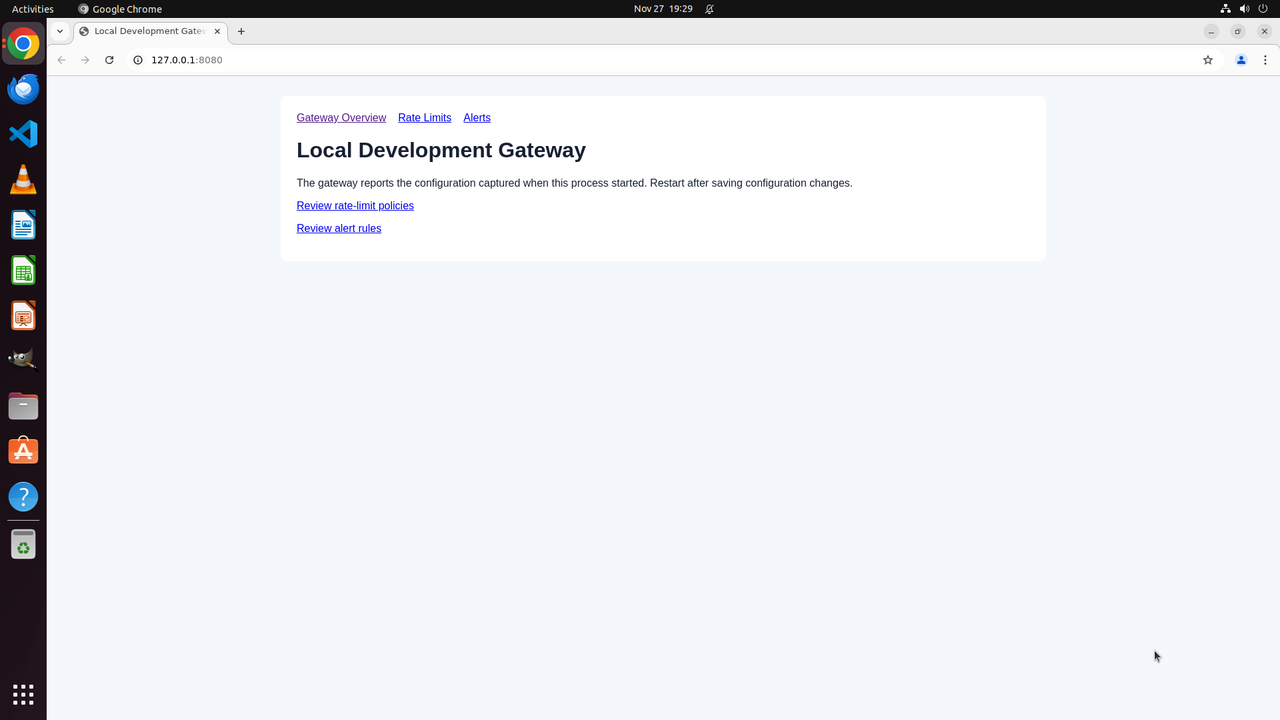 Activities
Google Chrome
Nov 27 19:29
Local Development Gatew
127.0.0.1:8080
Gateway Overview Rate Limits Alerts
Local Development Gateway
The gateway reports the configuration captured when this process started. Restart after saving configuration changes.
Review rate-limit policies
Review alert rules